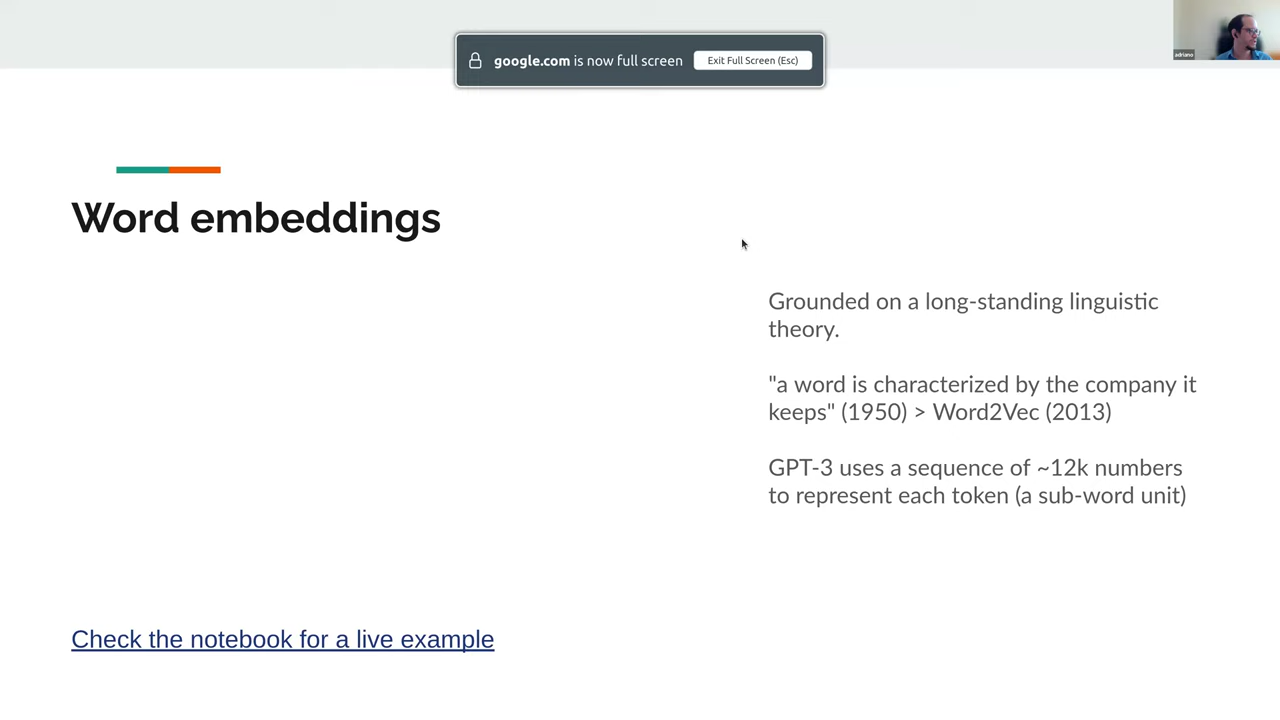 google.com is now full screen
Exit Full Screen (Esc)
adriano
Word embeddings
Grounded on a long-standing linguistic
theory.
"a word is characterized by the company it
keeps" (1950) > Word2Vec (2013)
GPT-3 uses a sequence of ~12k numbers
to represent each token (a sub-word unit)
Check the notebook for a live example